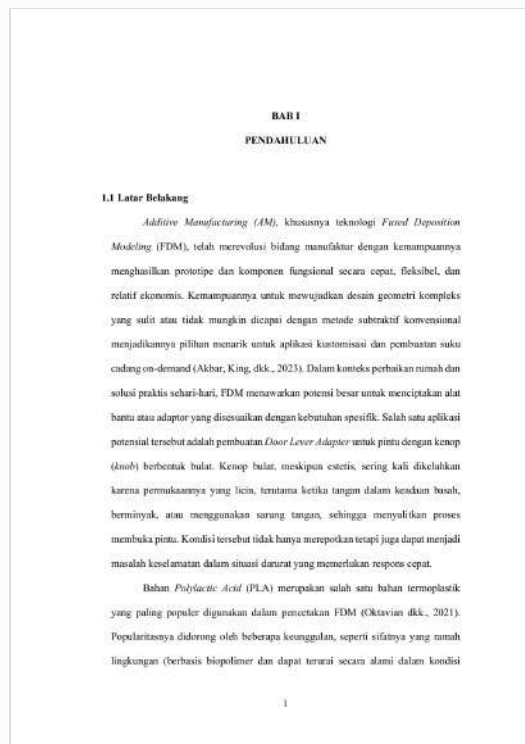 BAB I
PENDAHULUAN
1.1 Latar Belakang
Additive Manufacturing (AM), khususnya teknologi Fused Deposition
Modeling (FDM), telah merevolusi bidang manufaktur dengan kemampuannya
menghasilkan prototipe dan komponen fungsional secara cepat, fleksibel, dan
relatif ekonomis. Kemampuannya untuk mewujudkan desain geometri kompleks
yang sulit atau tidak mungkin dicapai dengan metode subtraktif konvensional
menjadikannya pilihan menarik untuk aplikasi kustomisasi dan pembuatan suku
cadang on-demand (Akbar, King, dkk., 2023). Dalam konteks perbaikan rumah dan
solusi praktis sehari-hari, FDM menawarkan potensi besar untuk menciptakan alat
bantu atau adaptor yang disesuaikan dengan kebutuhan spesifik. Salah satu aplikasi
potensial tersebut adalah pembuatan Door Lever Adapter untuk pintu dengan kenop
(knob) berbentuk bulat. Kenop bulat, meskipun estetis, sering kali dikeluhkan
karena permukaannya yang licin, terutama ketika tangan dalam keadaan basah,
berminyak, atau menggunakan sarung tangan, sehingga menyulitkan proses
membuka pintu. Kondisi tersebut tidak hanya merepotkan tetapi juga dapat menjadi
masalah keselamatan dalam situasi darurat yang memerlukan respons cepat.
Bahan Polylactic Acid (PLA) merupakan salah satu bahan termoplastik
yang paling populer digunakan dalam pencetakan FDM (Oktavian dkk., 2021).
Popularitasnya didorong oleh beberapa keunggulan, seperti sifatnya yang ramah
lingkungan (berbasis biopolimer dan dapat terurai secara alami dalam kondisi
1